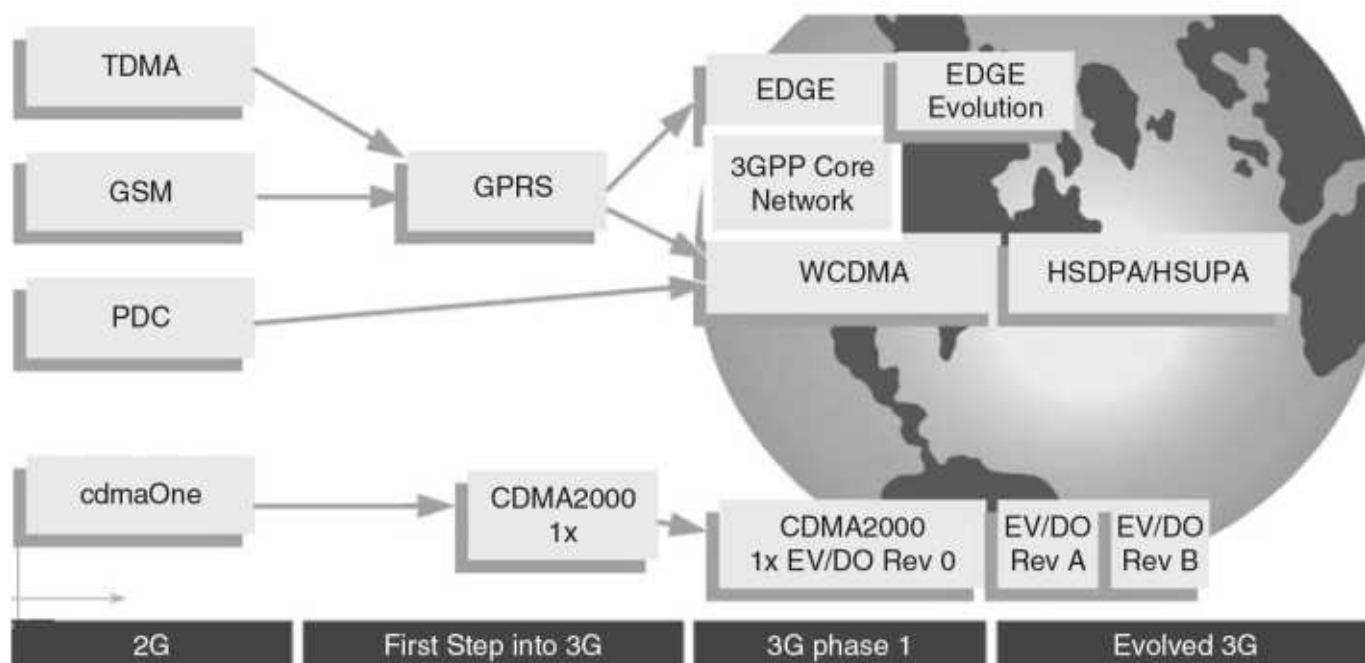 TDMA
GSM
PDC
cdmaOne
GPRS
CDMA2000
1x
EDGE
EDGE
Evolution
3GPP Core
Network
WCDMA
HSDPA/HSUPA
CDMA2000
1x EV/DO Rev 0
EV/DO
Rev A
EV/DO
Rev B
2G
First Step into 3G
3G phase 1
Evolved 3G